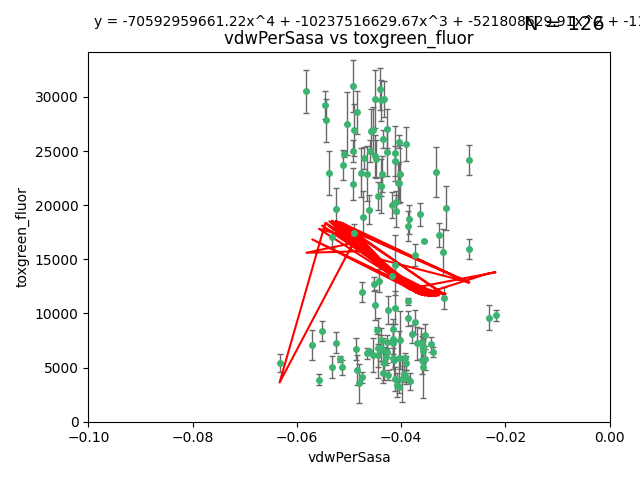 y = -70592959661.22x^4 + -10237516629.67x^3 +
N = 126
vdwPerSasa vs toxgreen_fluor
30000
25000
20000
15000
10000
5000
0
toxgreen_fluor
−0.10
−0.08
−0.06
−0.04
−0.02
0.00
vdwPerSasa